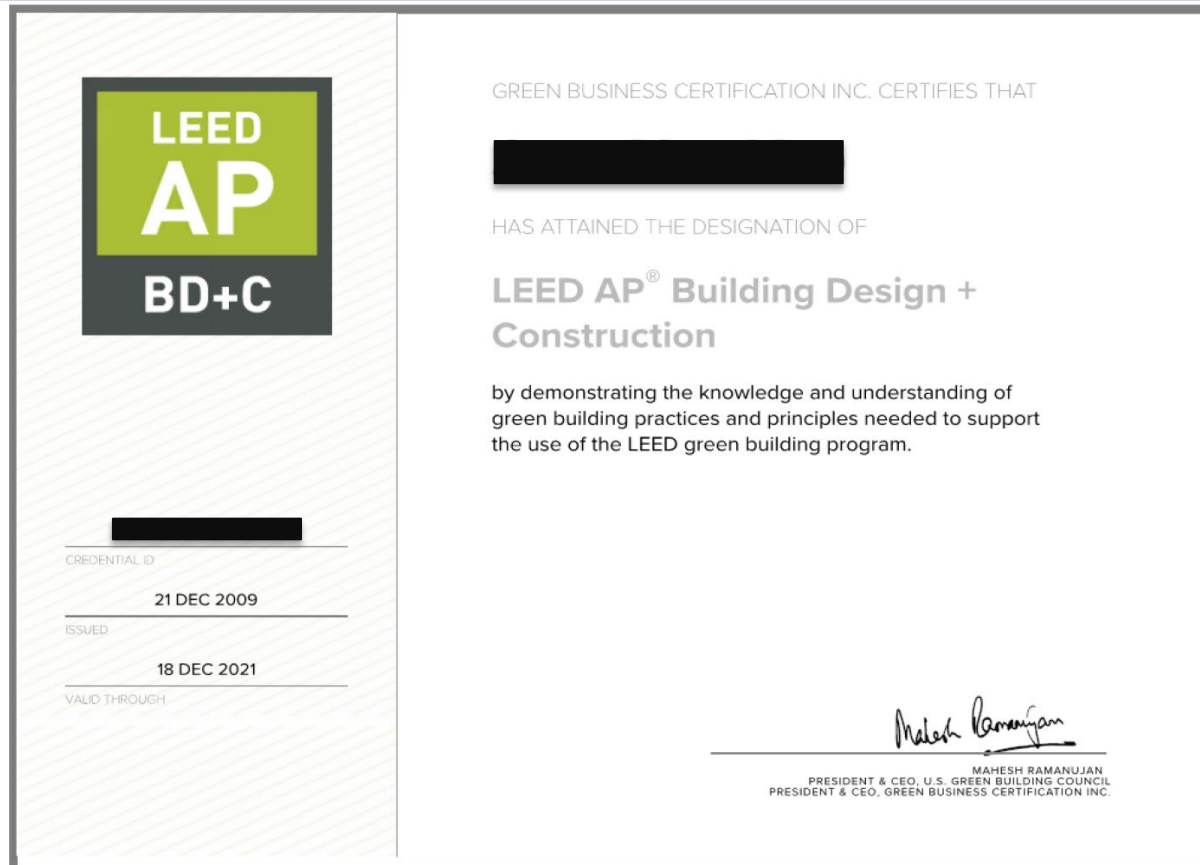 LEED
AP
BD+C
CREDENTIAL ID
21 DEC 2009
ISSUED
18 DEC 2021
VALID THROUGH
GREEN BUSINESS CERTIFICATION INC. CERTIFIES THAT
HAS ATTAINED THE DESIGNATION OF
LEED AP® Building Design +
Construction
by demonstrating the knowledge and understanding of
green building practices and principles needed to support
the use of the LEED green building program.
Mahesh Ramanujan
MAHESH RAMANUJAN
PRESIDENT & CEO, U.S. GREEN BUILDING COUNCIL
PRESIDENT & CEO, GREEN BUSINESS CERTIFICATION INC.